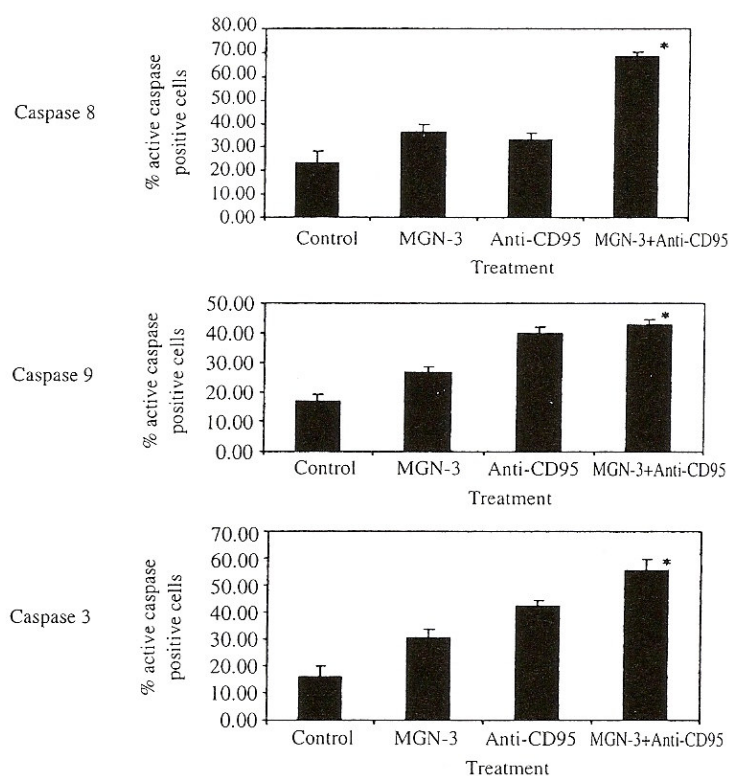 Caspase 8
% active caspase
positive cells
80.00
70.00
60.00
50.00
40.00
30.00
20.00
10.00
0.00
*
Control MGN-3 Anti-CD95 MGN-3+Anti-CD95
Treatment
Caspase 9
% active caspase
positive cells
50.00
40.00
30.00
20.00
10.00
0.00
*
Control MGN-3 Anti-CD95 MGN-3+Anti-CD95
Treatment
Caspase 3
% active caspase
positive cells
70.00
60.00
50.00
40.00
30.00
20.00
10.00
0.00
*
Control MGN-3 Anti-CD95 MGN-3+Anti-CD95
Treatment